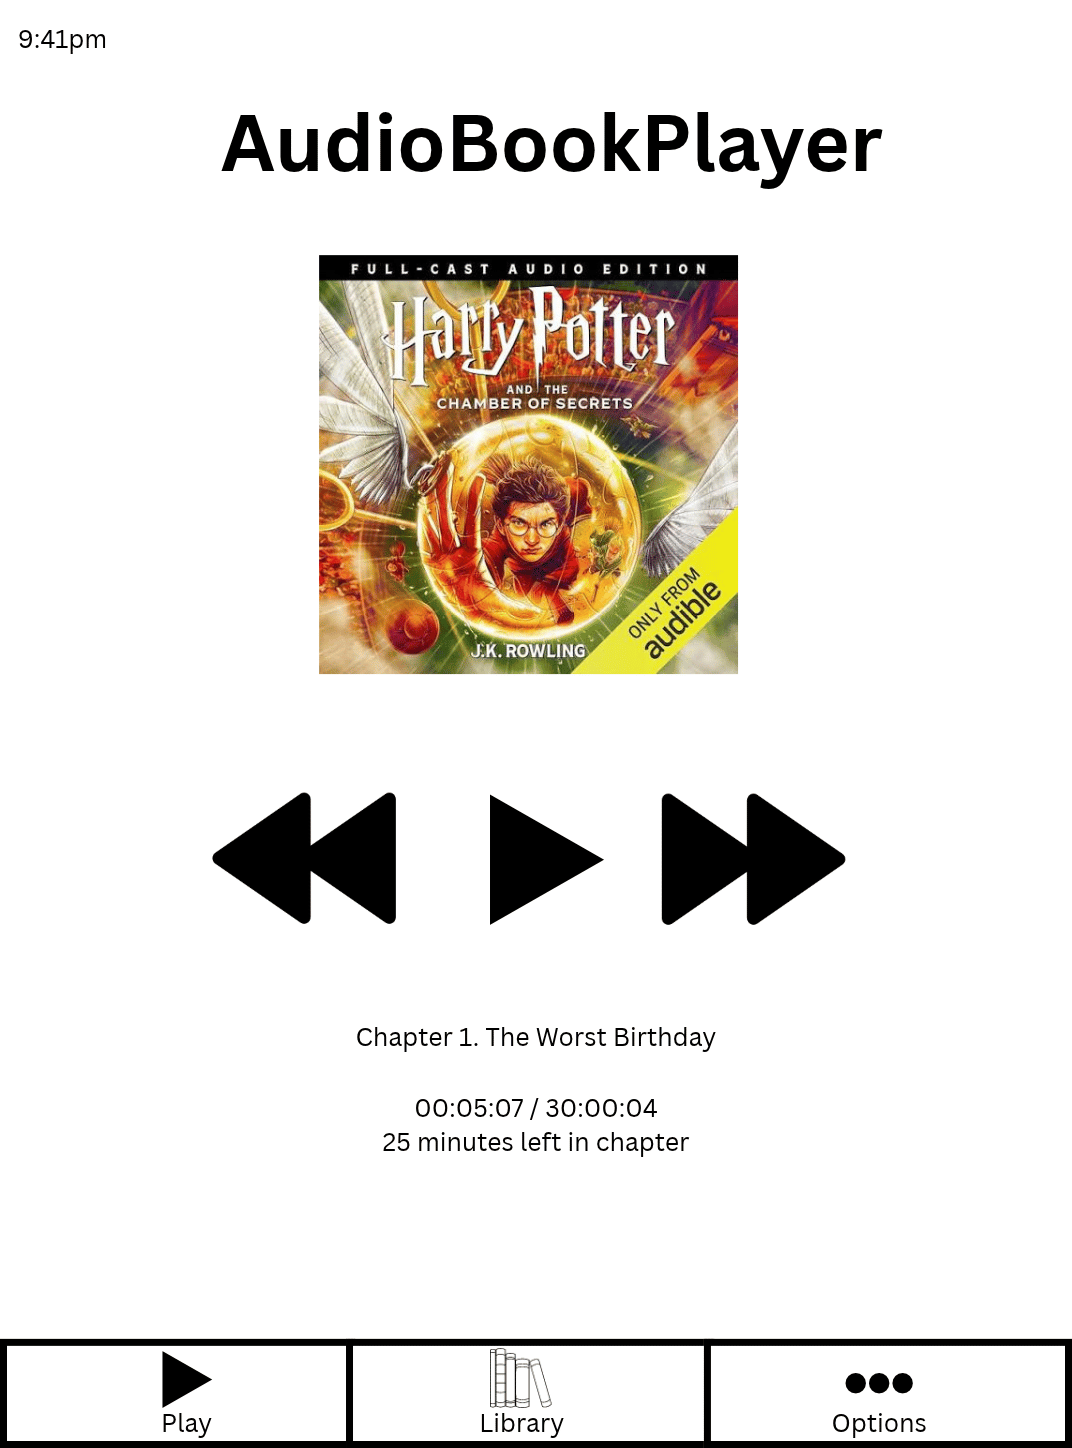 9:41pm
AudioBookPlayer
FULL-CAST AUDIO EDITION
Harry Potter
AND THE
CHAMBER OF SECRETS
ONLY FROM
audible
J.K. ROWLING
Chapter 1. The Worst Birthday
00:05:07 / 30:00:04
25 minutes left in chapter
Play
Library
Options